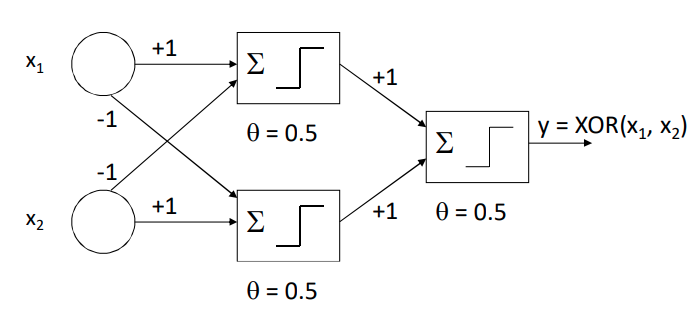 x₁
+1
Σ
+1
-1
θ = 0.5
Σ
y = XOR(x₁, x₂)
-1
x₂
+1
Σ
+1
θ = 0.5
θ = 0.5